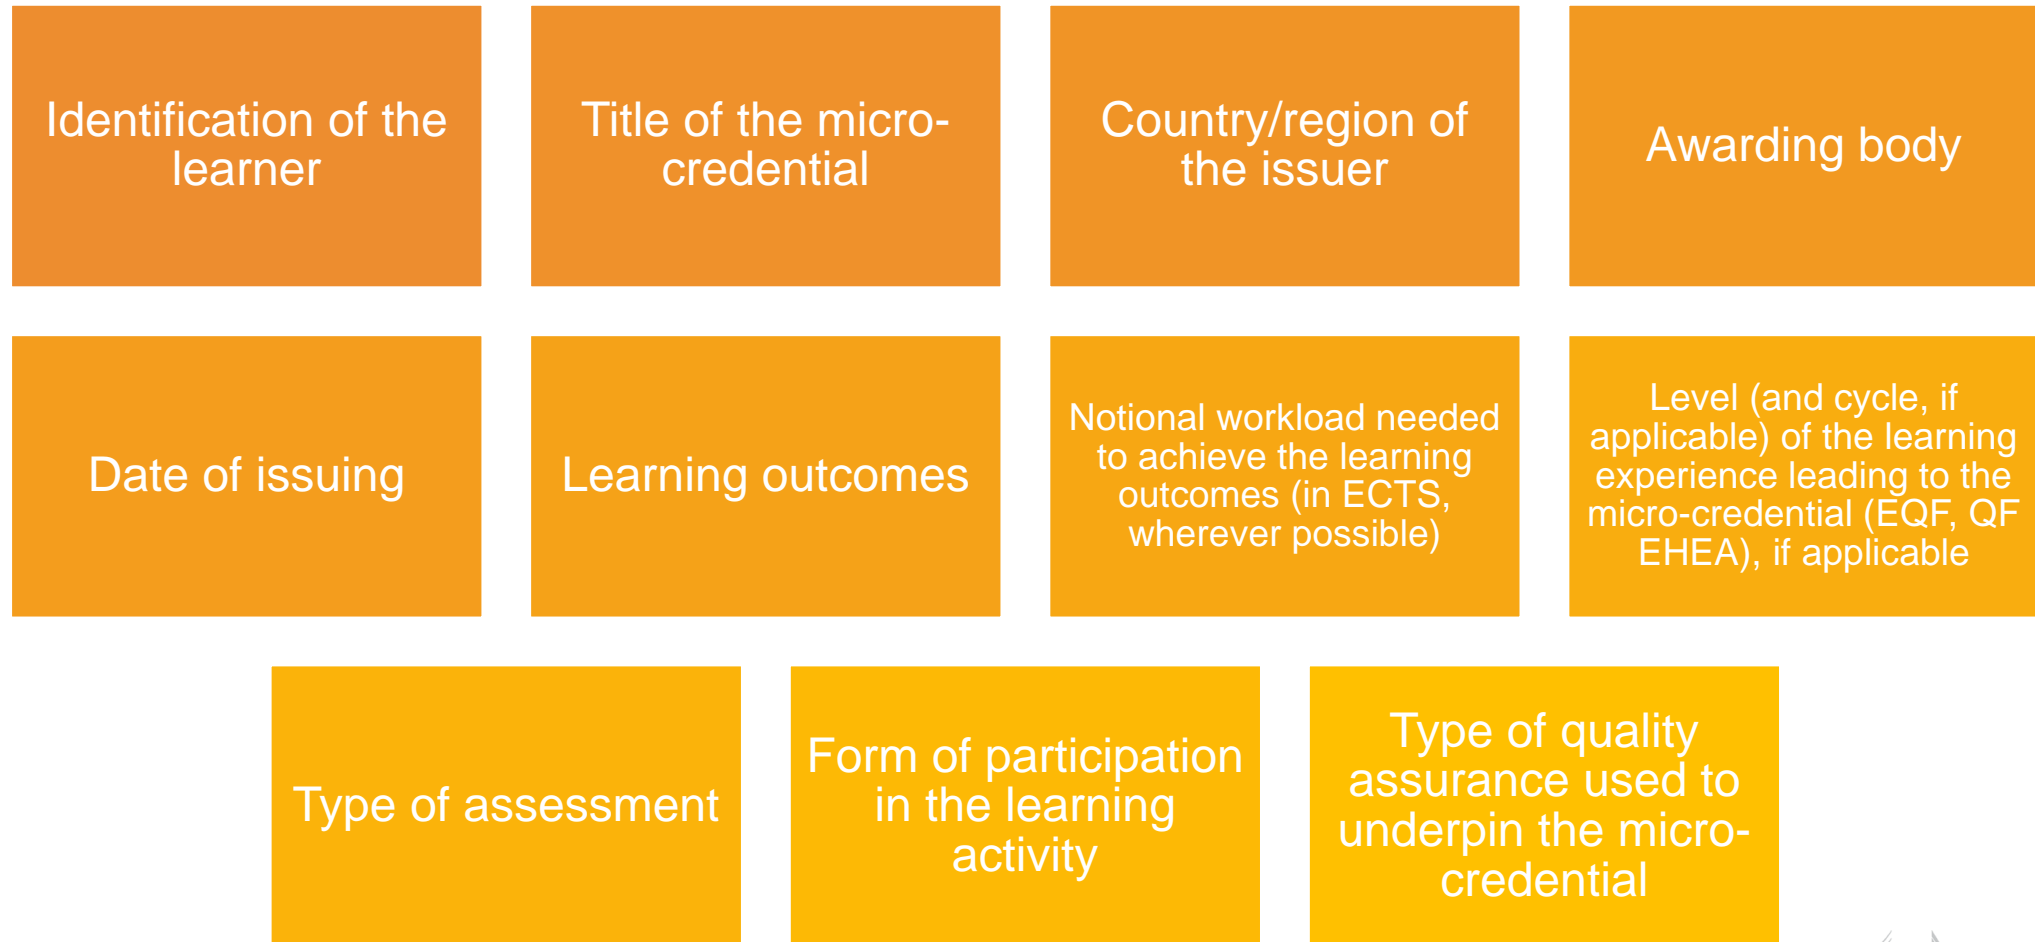 Identification of the
learner
Title of the micro-
credential
Country/region of
the issuer
Awarding body
Date of issuing
Learning outcomes
Notional workload needed
to achieve the learning
outcomes (in ECTS,
wherever possible)
Level (and cycle, if
applicable) of the learning
experience leading to the
micro-credential (EQF, QF
EHEA), if applicable
Type of assessment
Form of participation
in the learning
activity
Type of quality
assurance used to
underpin the micro-
credential